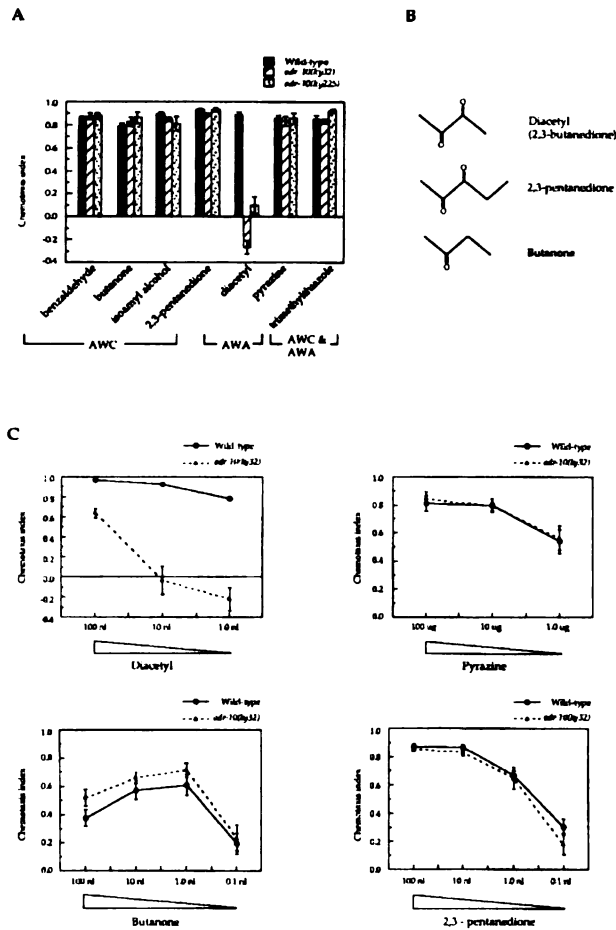 A
B
Wild-type
odr-10(ky32)
odr-10(ky225)
Chemotaxis index
1.0
0.8
0.6
0.4
0.2
0.0
-0.2
-0.4
benzaldehyde
butanone
isoamyl alcohol
2,3-pentanedione
diacetyl
pyrazine
trimethylthiazole
AWC
AWA
AWC &
AWA
O
O
Diacetyl
(2,3-butanedione)
O
O
2,3-pentanedione
O
Butanone
C
Wild-type
odr-10(ky32)
Chemotaxis index
1.0
0.8
0.6
0.4
0.2
0.0
-0.2
0.4
100 nl
10 nl
1.0 nl
Diacetyl
Wild-type
odr-10(ky32)
Chemotaxis index
1.0
0.8
0.6
0.4
0.2
0.0
100 ug
10 ug
1.0 ug
Pyrazine
Wild-type
odr-10(ky32)
Chemotaxis index
1.0
0.8
0.6
0.4
0.2
0.0
100 nl
10 nl
1.0 nl
0.1 nl
Butanone
Wild-type
odr-10(ky32)
Chemotaxis index
1.0
0.8
0.6
0.4
0.2
0.0
100 nl
10 nl
1.0 nl
0.1 nl
2,3 - pentanedione